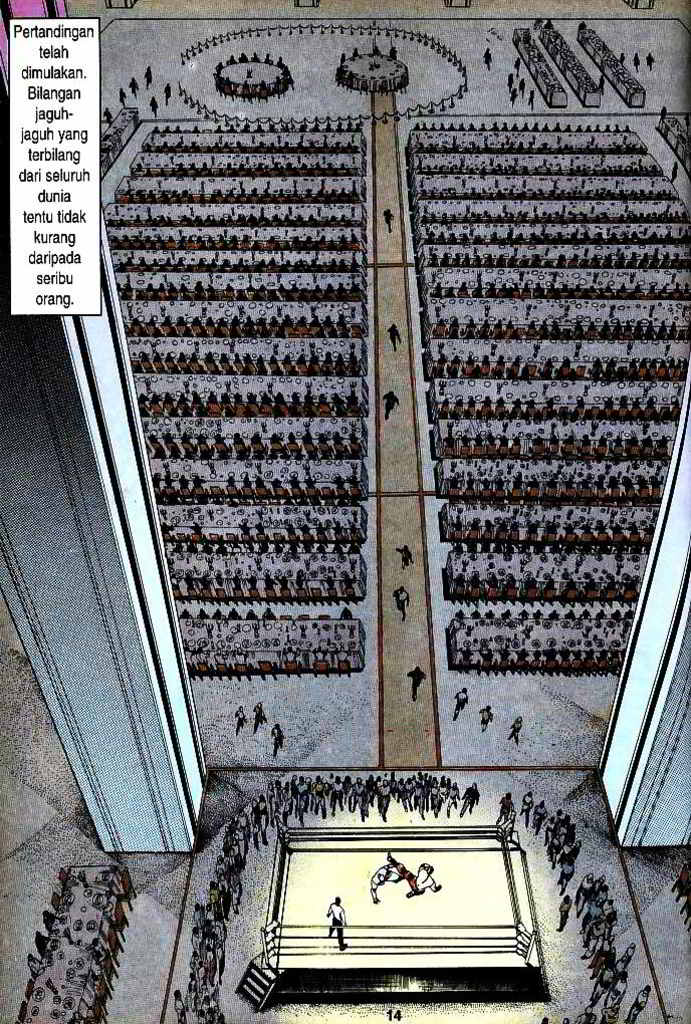 Pertandingan
telah
dimulakan.
Bilangan
jaguh-
jaguh yang
terbilang
dari seluruh
dunia
tentu tidak
kurang
daripada
seribu
orang.
14